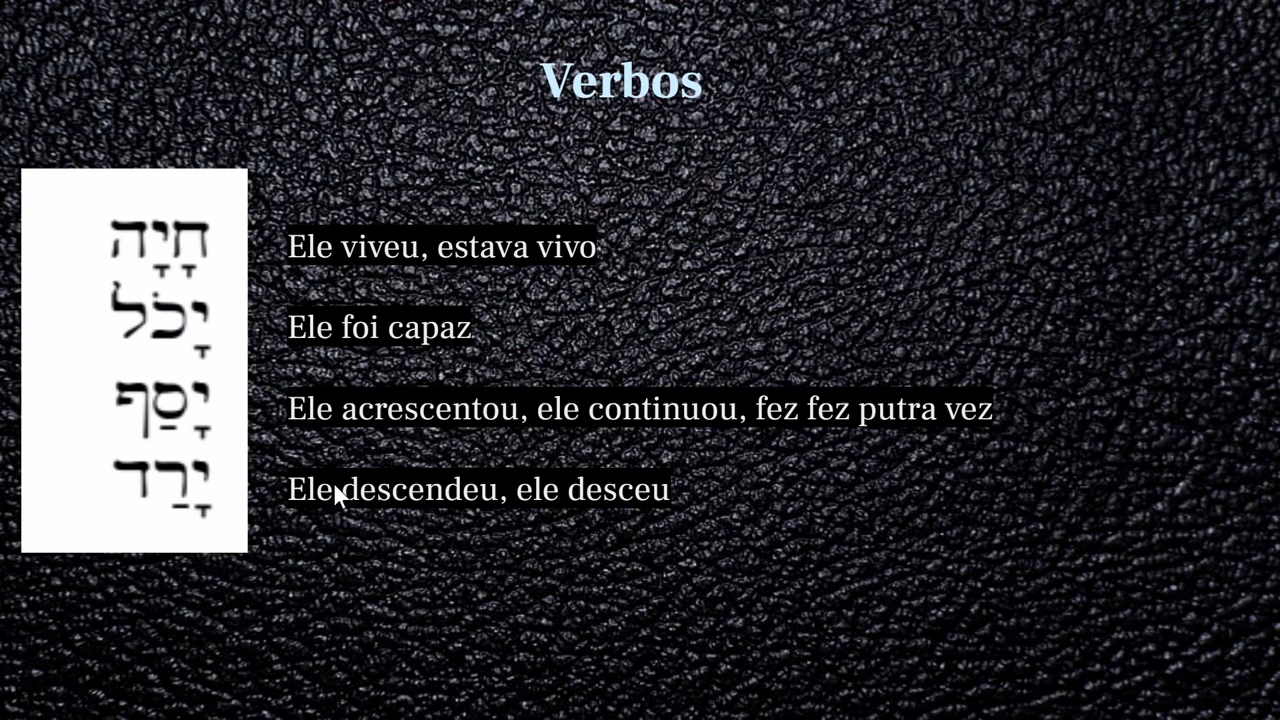 Verbos
חָיָה Ele viveu, estava vivo
יָכֹל Ele foi capaz
יָסַף Ele acrescentou, ele continuou, fez fez putra vez
יָרַד Ele descendeu, ele desceu